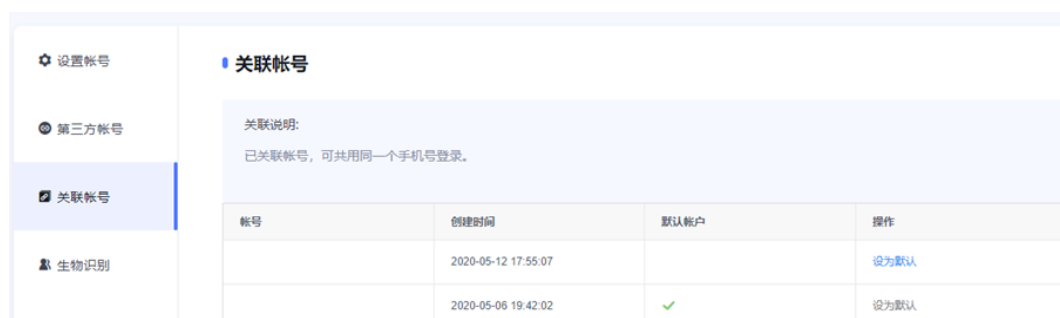 设置帐号
第三方帐号
关联帐号
生物识别
关联帐号
关联说明:
已关联帐号，可共用同一个手机号登录。
帐号 创建时间 默认帐户 操作
2020-05-12 17:55:07 设为默认
2020-05-06 19:42:02 设为默认